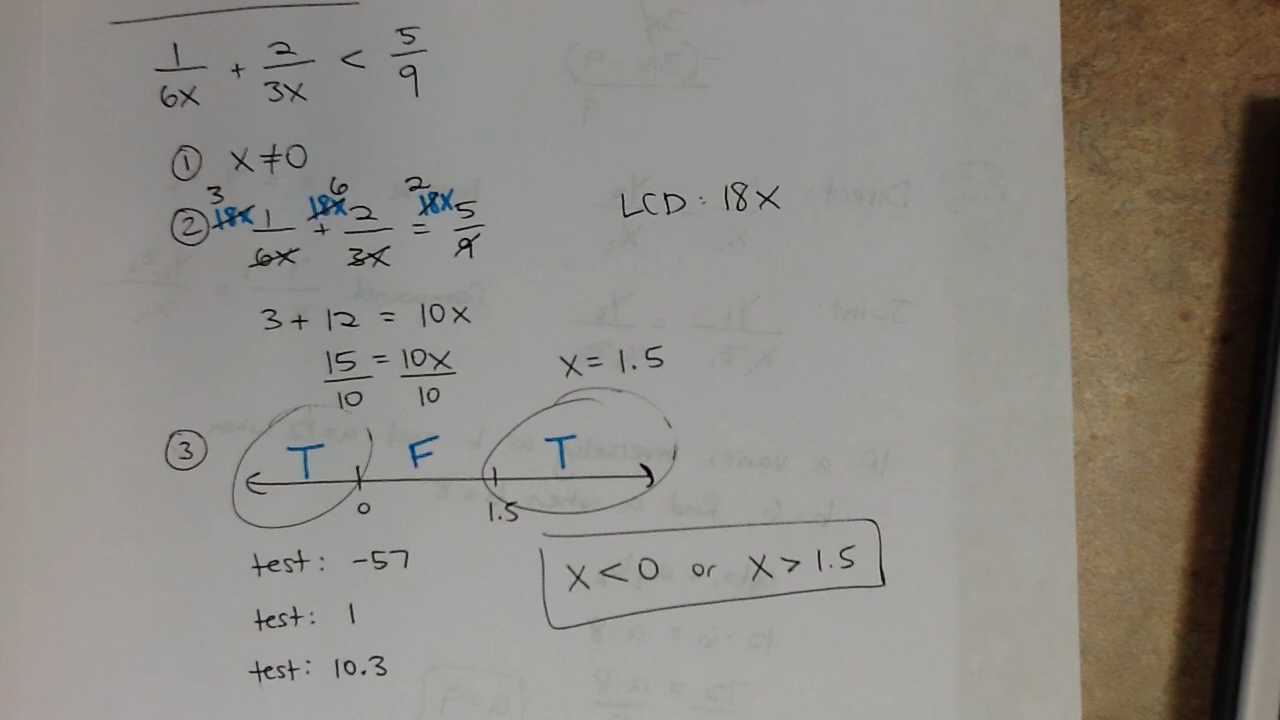 1/6x + 2/3x < 5/9
① x≠0
② 3 18x 1/6x + 6 18x 2/3x = 2 18x 5/9
LCD: 18x
3 + 12 = 10x
15/10 = 10x/10
x = 1.5
③ T F T
0 1.5
test: -57
test: 1
test: 10.3
x < 0 or x > 1.5